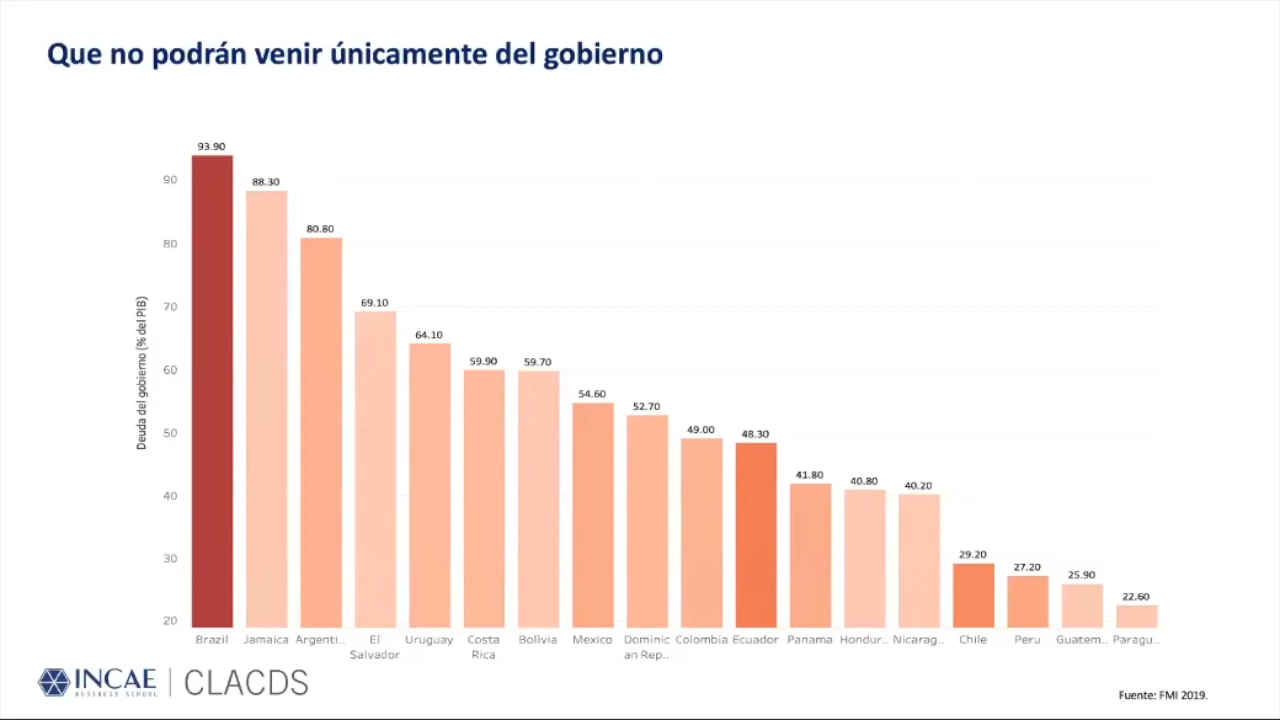 Que no podrán venir únicamente del gobierno
93.90
88.30
80.80
69.10
64.10
59.90
59.70
54.60
52.70
49.00
48.30
41.80
40.80
40.20
29.20
27.20
25.90
22.60
90
80
70
60
50
40
30
20
Deuda del gobierno (% del PIB)
Brazil
Jamaica
Argenti..
El
Salvador
Uruguay
Costa
Rica
Bolivia
Mexico
Dominic
an Rep..
Colombia
Ecuador
Panama
Hondur..
Nicarag..
Chile
Peru
Guatem..
Paragu..
INCAE
BUSINESS SCHOOL
CLACDS
Fuente: FMI 2019.